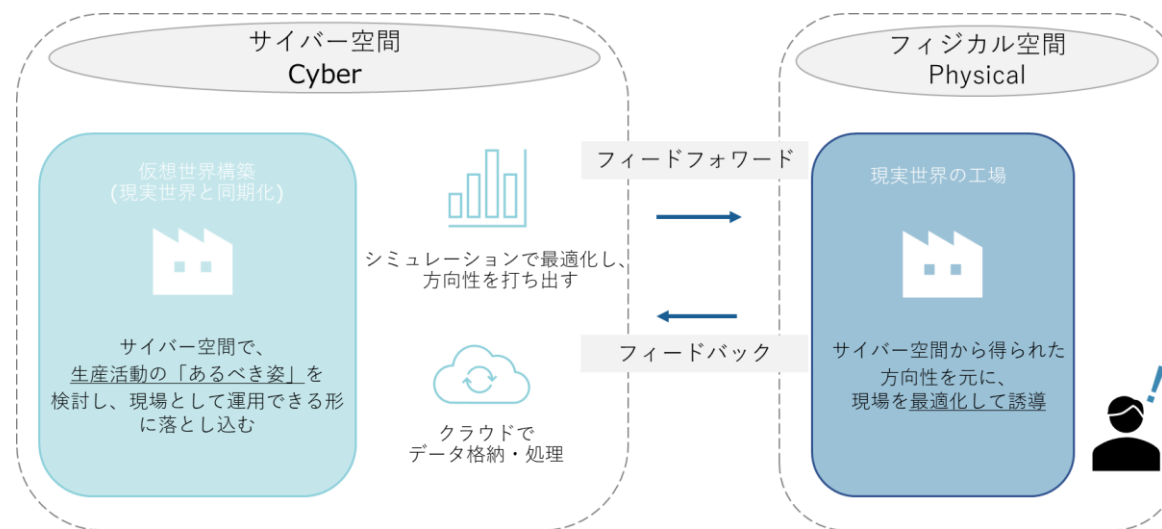 サイバー空間
Cyber
仮想世界構築
(現実世界と同期化)
サイバー空間で、
生産活動の「あるべき姿」を
検討し、現場として運用できる形
に落とし込む
シミュレーションで最適化し、
方向性を打ち出す
クラウドで
データ格納・処理
フィードフォワード
フィードバック
フィジカル空間
Physical
現実世界の工場
サイバー空間から得られた
方向性を元に、
現場を最適化して誘導